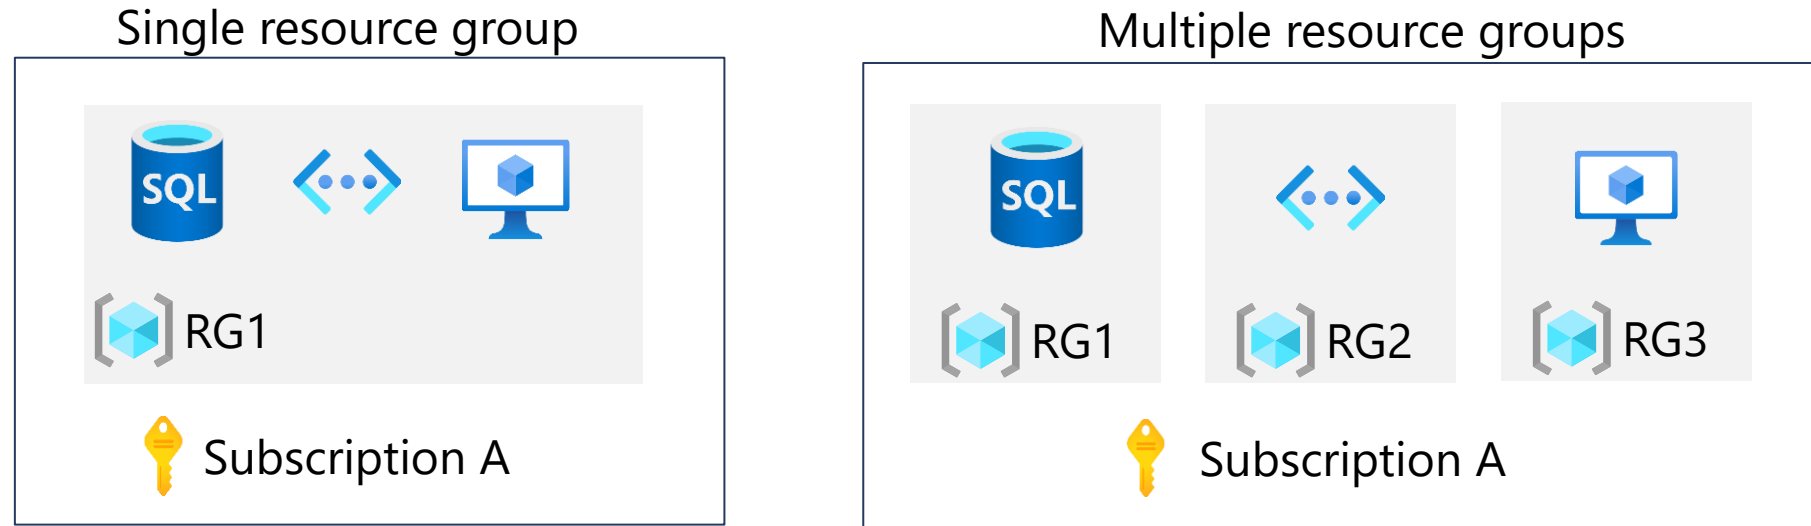 Single resource group
SQL
RG1
Subscription A
Multiple resource groups
SQL
RG1
RG2
RG3
Subscription A